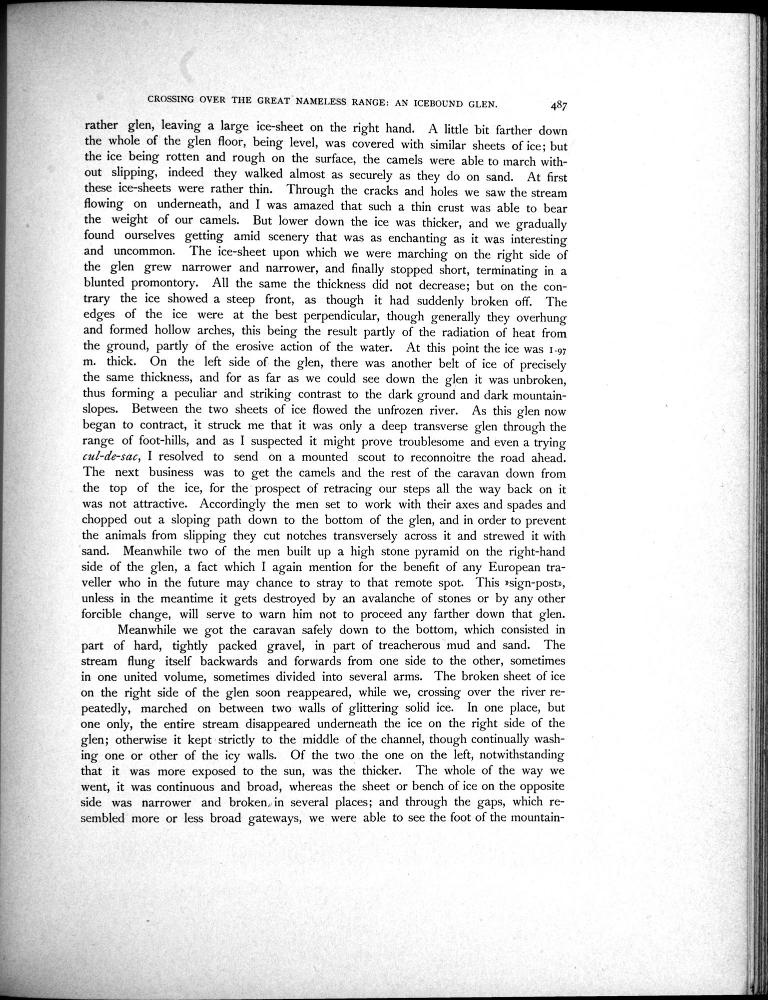 CROSSING OVER THE GREAT NAMELESS RANGE: AN ICEBOUND GLEN. 487
rather glen, leaving a large ice-sheet on the right hand. A little bit farther down
the whole of the glen floor, being level, was covered with similar sheets of ice; but
the ice being rotten and rough on the surface, the camels were able to march with-
out slipping, indeed they walked almost as securely as they do on sand. At first
these ice-sheets were rather thin. Through the cracks and holes we saw the stream
flowing on underneath, and I was amazed that such a thin crust was able to bear
the weight of our camels. But lower down the ice was thicker, and we gradually
found ourselves getting amid scenery that was as enchanting as it was interesting
and uncommon. The ice-sheet upon which we were marching on the right side of
the glen grew narrower and narrower, and finally stopped short, terminating in a
blunted promontory. All the same the thickness did not decrease; but on the con-
trary the ice showed a steep front, as though it had suddenly broken off. The
edges of the ice were at the best perpendicular, though generally they overhung
and formed hollow arches, this being the result partly of the radiation of heat from
the ground, partly of the erosive action of the water. At this point the ice was 1·97
m. thick. On the left side of the glen, there was another belt of ice of precisely
the same thickness, and for as far as we could see down the glen it was unbroken,
thus forming a peculiar and striking contrast to the dark ground and dark mountain-
slopes. Between the two sheets of ice flowed the unfrozen river. As this glen now
began to contract, it struck me that it was only a deep transverse glen through the
range of foot-hills, and as I suspected it might prove troublesome and even a trying
cul-de-sac, I resolved to send on a mounted scout to reconnoitre the road ahead.
The next business was to get the camels and the rest of the caravan down from
the top of the ice, for the prospect of retracing our steps all the way back on it
was not attractive. Accordingly the men set to work with their axes and spades and
chopped out a sloping path down to the bottom of the glen, and in order to prevent
the animals from slipping they cut notches transversely across it and strewed it with
sand. Meanwhile two of the men built up a high stone pyramid on the right-hand
side of the glen, a fact which I again mention for the benefit of any European tra-
veller who in the future may chance to stray to that remote spot. This »sign-post»,
unless in the meantime it gets destroyed by an avalanche of stones or by any other
forcible change, will serve to warn him not to proceed any farther down that glen.
Meanwhile we got the caravan safely down to the bottom, which consisted in
part of hard, tightly packed gravel, in part of treacherous mud and sand. The
stream flung itself backwards and forwards from one side to the other, sometimes
in one united volume, sometimes divided into several arms. The broken sheet of ice
on the right side of the glen soon reappeared, while we, crossing over the river re-
peatedly, marched on between two walls of glittering solid ice. In one place, but
one only, the entire stream disappeared underneath the ice on the right side of the
glen; otherwise it kept strictly to the middle of the channel, though continually wash-
ing one or other of the icy walls. Of the two the one on the left, notwithstanding
that it was more exposed to the sun, was the thicker. The whole of the way we
went, it was continuous and broad, whereas the sheet or bench of ice on the opposite
side was narrower and broken in several places; and through the gaps, which re-
sembled more or less broad gateways, we were able to see the foot of the mountain-